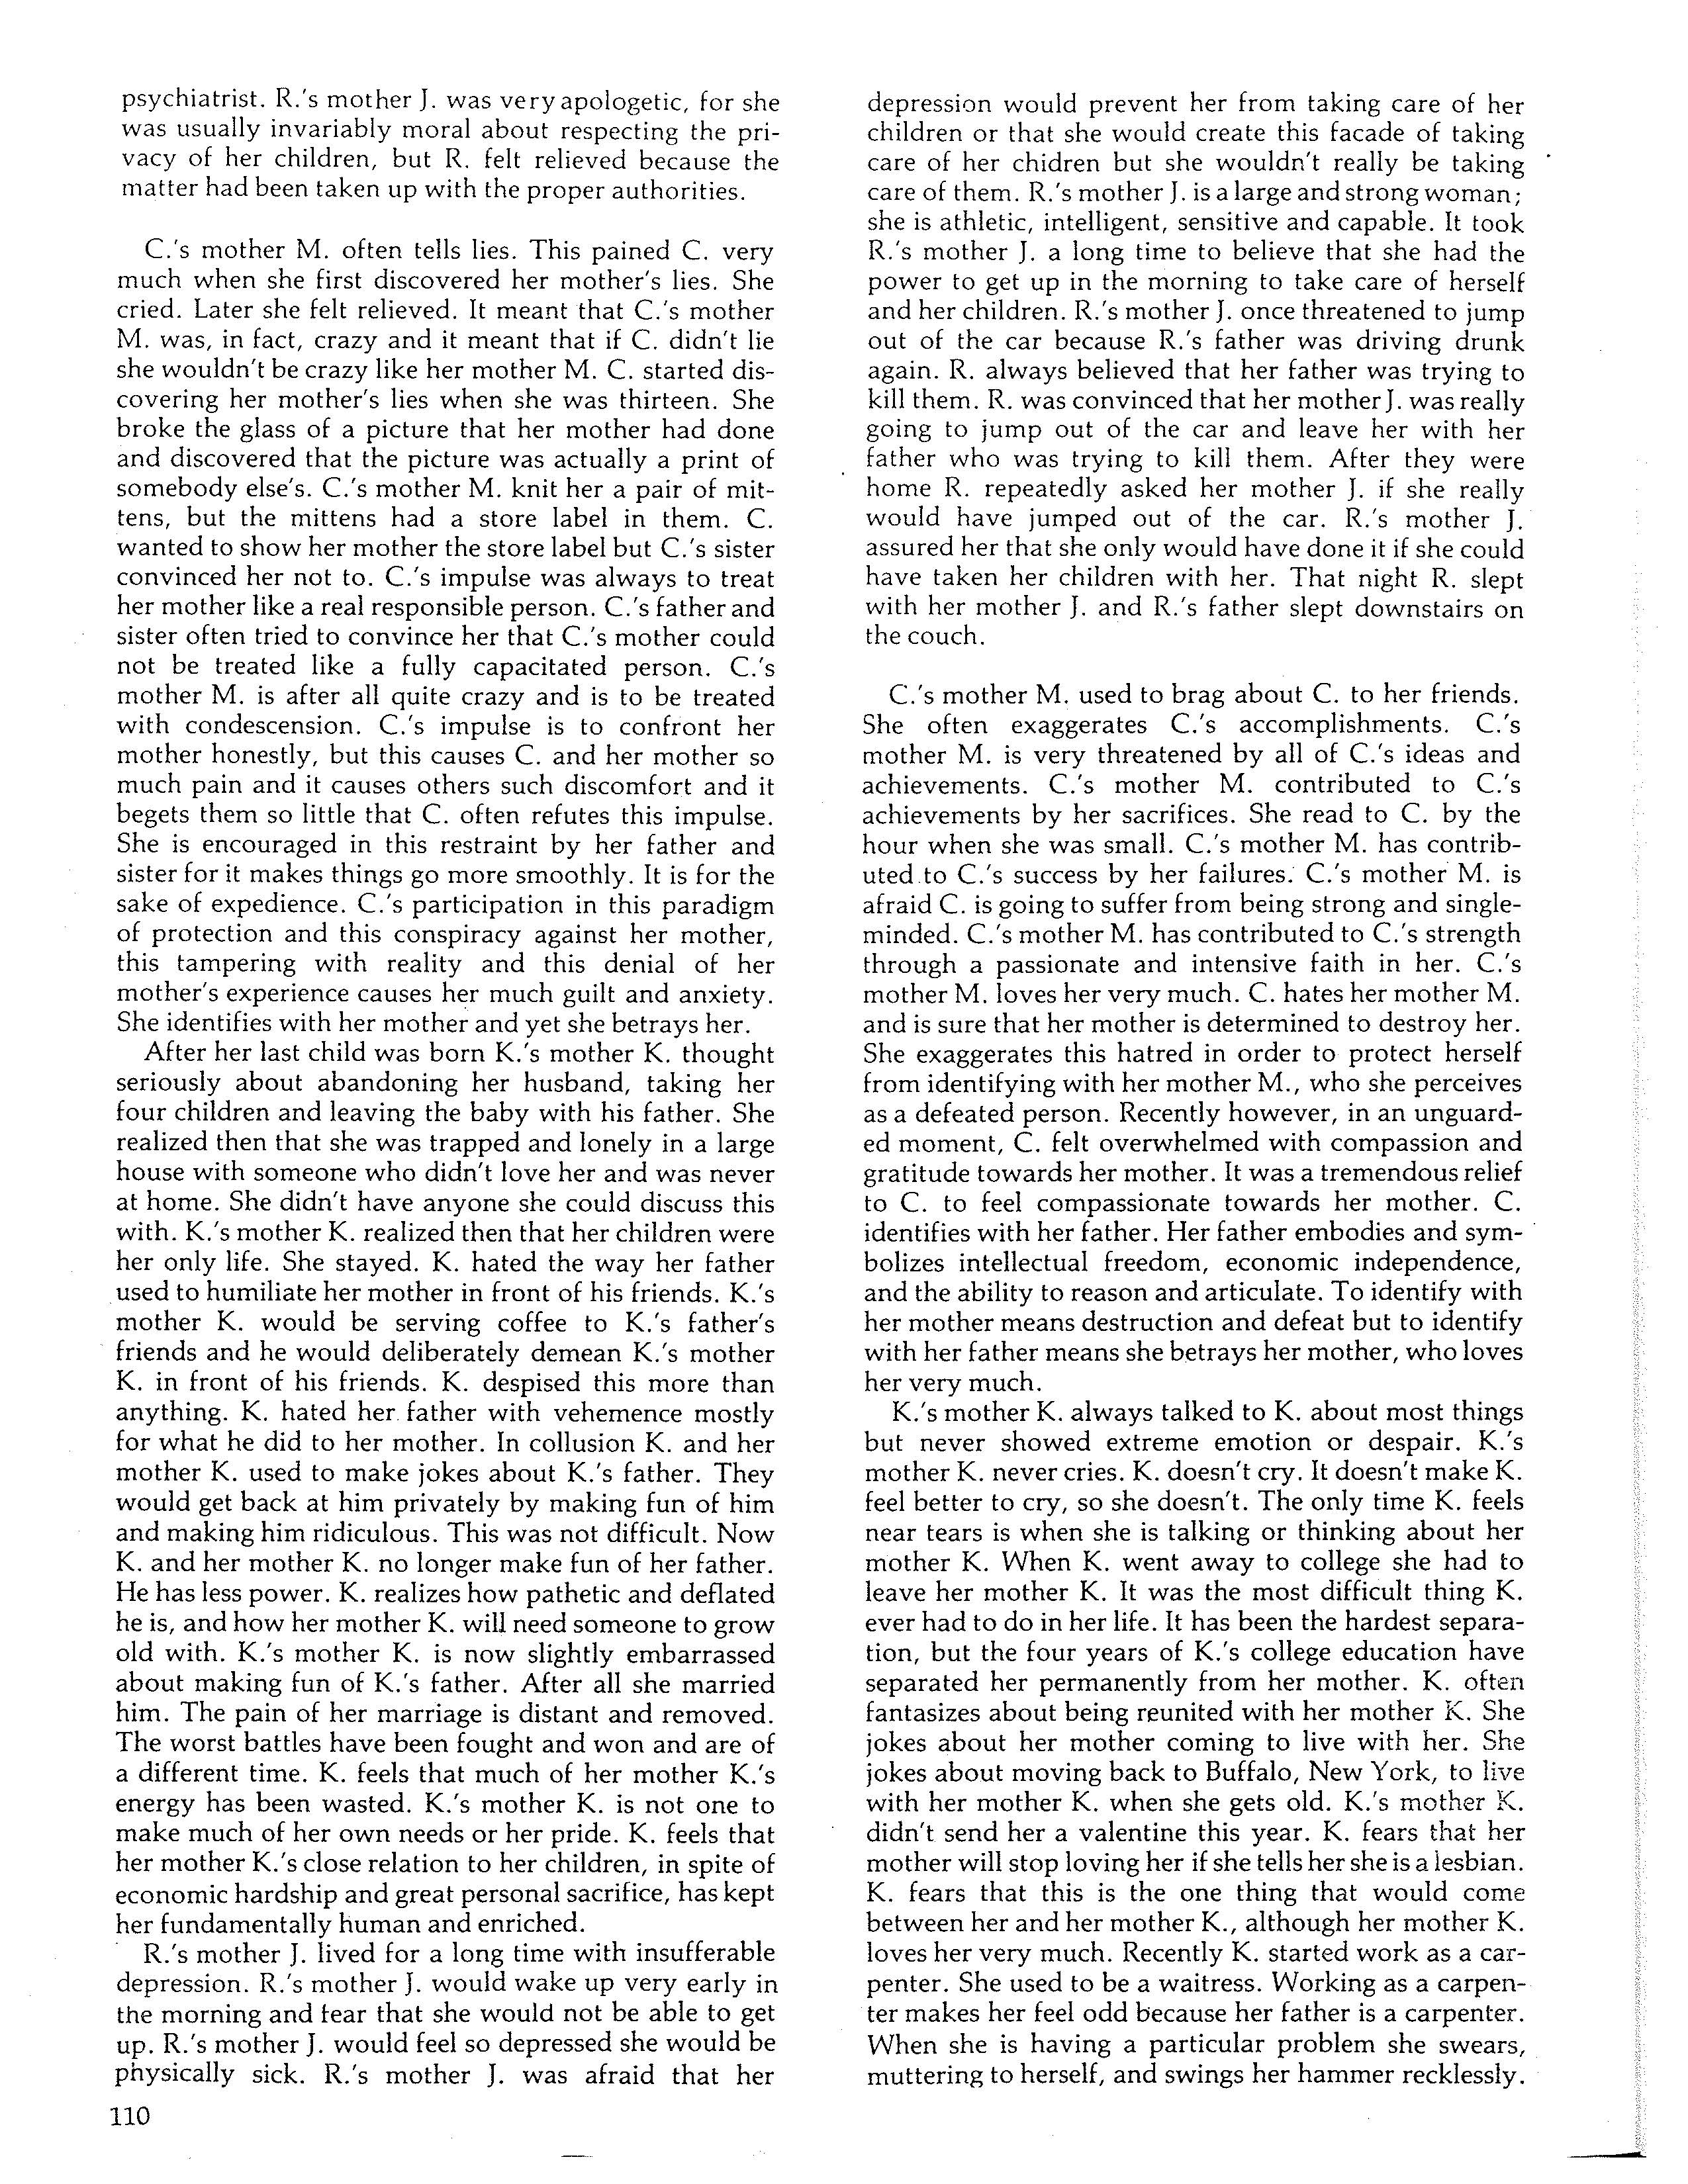 psychiatrist. R.'s mother J. was very apologetic, for she
was usually invariably moral about respecting the pri-
vacy of her children, but R. felt relieved because the
matter had been taken up with the proper authorities.
C.'s mother M. often tells lies. This pained C. very
much when she first discovered her mother's lies. She
cried. Later she felt relieved. It meant that C.'s mother
M. was, in fact, crazy and it meant that if C. didn't lie
she wouldn't be crazy like her mother M. C. started dis-
covering her mother's lies when she was thirteen. She
broke the glass of a picture that her mother had done
and discovered that the picture was actually a print of
somebody else's. C.'s mother M. knit her a pair of mit-
tens, but the mittens had a store label in them. C.
wanted to show her mother the store label but C.'s sister
convinced her not to. C.'s impulse was always to treat
her mother like a real responsible person. C.'s father and
sister often tried to convince her that C.'s mother could
not be treated like a fully capacitated person. C.'s
mother M. is after all quite crazy and is to be treated
with condescension. C.'s impulse is to confront her
mother honestly, but this causes C. and her mother so
much pain and it causes others such discomfort and it
begets them so little that C. often refutes this impulse.
She is encouraged in this restraint by her father and
sister for it makes things go more smoothly. It is for the
sake of expedience. C.'s participation in this paradigm
of protection and this conspiracy against her mother,
this tampering with reality and this denial of her
mother's experience causes her much guilt and anxiety.
She identifies with her mother and yet she betrays her.
After her last child was born K.'s mother K. thought
seriously about abandoning her husband, taking her
four children and leaving the baby with his father. She
realized then that she was trapped and lonely in a large
house with someone who didn't love her and was never
at home. She didn't have anyone she could discuss this
with. K.'s mother K. realized then that her children were
her only life. She stayed. K. hated the way her father
used to humiliate her mother in front of his friends. K.'s
mother K. would be serving coffee to K.'s father's
friends and he would deliberately demean K.'s mother
K. in front of his friends. K. despised this more than
anything. K. hated her father with vehemence mostly
for what he did to her mother. In collusion K. and her
mother K. used to make jokes about K.'s father. They
would get back at him privately by making fun of him
and making him ridiculous. This was not difficult. Now
K. and her mother K. no longer make fun of her father.
He has less power. K. realizes how pathetic and deflated
he is, and how her mother K. will need someone to grow
old with. K.'s mother K. is now slightly embarrassed
about making fun of K.'s father. After all she married
him. The pain of her marriage is distant and removed.
The worst battles have been fought and won and are of
a different time. K. feels that much of her mother K.'s
energy has been wasted. K.'s mother K. is not one to
make much of her own needs or her pride. K. feels that
her mother K.'s close relation to her children, in spite of
economic hardship and great personal sacrifice, has kept
her fundamentally human and enriched.
R.'s mother J. lived for a long time with insufferable
depression. R.'s mother J. would wake up very early in
the morning and fear that she would not be able to get
up. R.'s mother J. would feel so depressed she would be
physically sick. R.'s mother J. was afraid that her
110
depression would prevent her from taking care of her
children or that she would create this facade of taking
care of her chidren but she wouldn't really be taking
care of them. R.'s mother J. is a large and strong woman;
she is athletic, intelligent, sensitive and capable. It took
R.'s mother J. a long time to believe that she had the
power to get up in the morning to take care of herself
and her children. R.'s mother J. once threatened to jump
out of the car because R.'s father was driving drunk
again. R. always believed that her father was trying to
kill them. R. was convinced that her mother J. was really
going to jump out of the car and leave her with her
father who was trying to kill them. After they were
home R. repeatedly asked her mother J. if she really
would have jumped out of the car. R.'s mother J.
assured her that she only would have done it if she could
have taken her children with her. That night R. slept
with her mother J. and R.'s father slept downstairs on
the couch.
C.'s mother M. used to brag about C. to her friends.
She often exaggerates C.'s accomplishments. C.'s
mother M. is very threatened by all of C.'s ideas and
achievements. C.'s mother M. contributed to C.'s
achievements by her sacrifices. She read to C. by the
hour when she was small. C.'s mother M. has contrib-
uted to C.'s success by her failures. C.'s mother M. is
afraid C. is going to suffer from being strong and single-
minded. C.'s mother M. has contributed to C.'s strength
through a passionate and intensive faith in her. C.'s
mother M. loves her very much. C. hates her mother M.
and is sure that her mother is determined to destroy her.
She exaggerates this hatred in order to protect herself
from identifying with her mother M., who she perceives
as a defeated person. Recently however, in an unguard-
ed moment, C. felt overwhelmed with compassion and
gratitude towards her mother. It was a tremendous relief
to C. to feel compassionate towards her mother. C.
identifies with her father. Her father embodies and sym-
bolizes intellectual freedom, economic independence,
and the ability to reason and articulate. To identify with
her mother means destruction and defeat but to identify
with her father means she betrays her mother, who loves
her very much.
K.'s mother K. always talked to K. about most things
but never showed extreme emotion or despair. K.'s
mother K. never cries. K. doesn't cry. It doesn't make K.
feel better to cry, so she doesn't. The only time K. feels
near tears is when she is talking or thinking about her
mother K. When K. went away to college she had to
leave her mother K. It was the most difficult thing K.
ever had to do in her life. It has been the hardest separa-
tion, but the four years of K.'s college education have
separated her permanently from her mother. K. often
fantasizes about being reunited with her mother K. She
jokes about her mother coming to live with her. She
jokes about moving back to Buffalo, New York, to live
with her mother K. when she gets old. K.'s mother K.
didn't send her a valentine this year. K. fears that her
mother will stop loving her if she tells her she is a lesbian.
K. fears that this is the one thing that would come
between her and her mother K., although her mother K.
loves her very much. Recently K. started work as a car-
penter. She used to be a waitress. Working as a carpen-
ter makes her feel odd because her father is a carpenter.
When she is having a particular problem she swears,
muttering to herself, and swings her hammer recklessly.